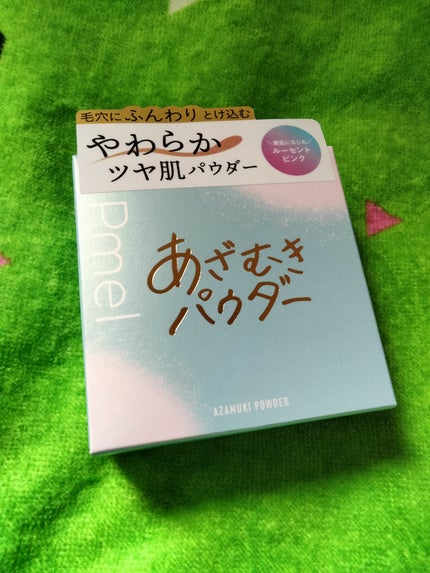 毛穴にふんわりとけ込む
やわらか
ツヤ肌パウダー
\素肌になじむ/
ルーセント
ピンク
Pmel
あざむき
パウダー
AZAMUKI POWDER